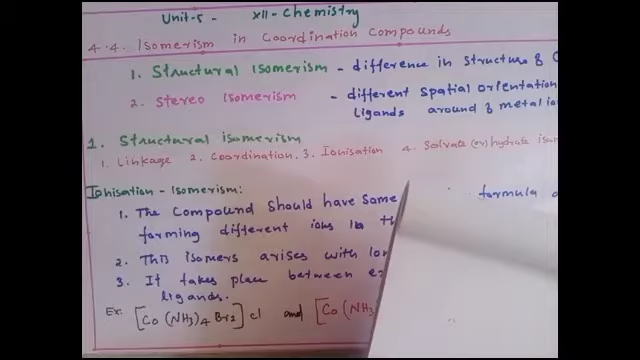 Unit-5 - XII - Chemistry
4.4. Isomerism in Coordination Compounds
1. Structural Isomerism - difference in structure of
2. Stereo Isomerism - different spatial orientation
Ligands around metal
1. Structural isomerism
1. Linkage 2. Coordination. 3. Ionisation 4. Solvate (or) hydrate
Ionisation - Isomerism:
1. The Compound should have same formula
forming different ions in
2. This isomers arises with
3. It takes place between
ligands.
Ex: [Co(NH3)4 Br2] cl and [Co(NH3)